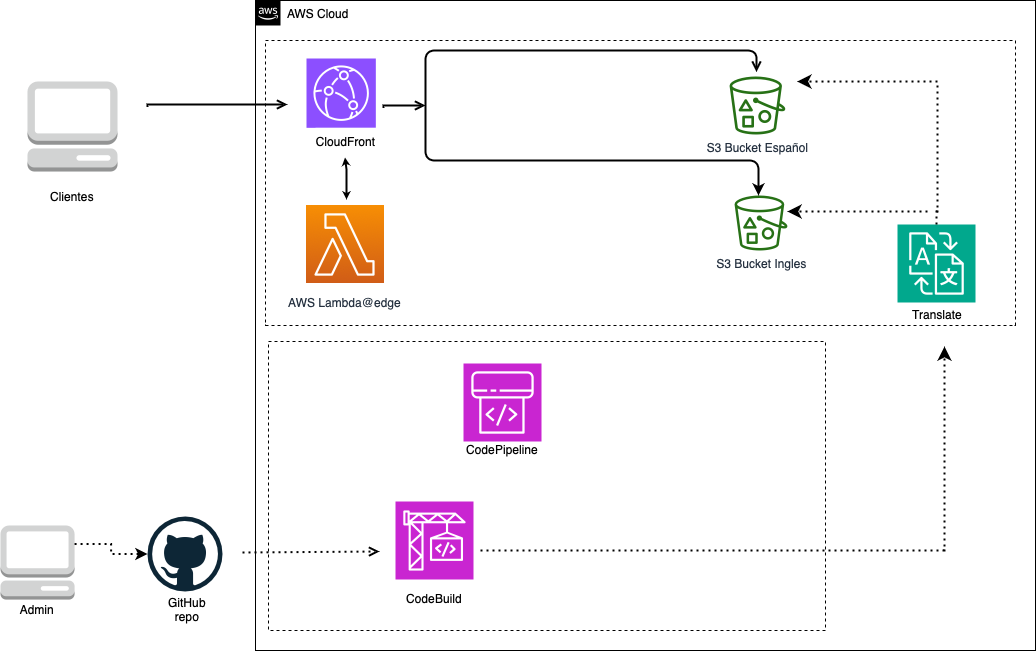 aws
AWS Cloud
CloudFront
S3 Bucket Español
Clientes
S3 Bucket Ingles
A
文
AWS Lambda@edge
Translate
</>
CodePipeline
</>
CodeBuild
GitHub
repo
Admin